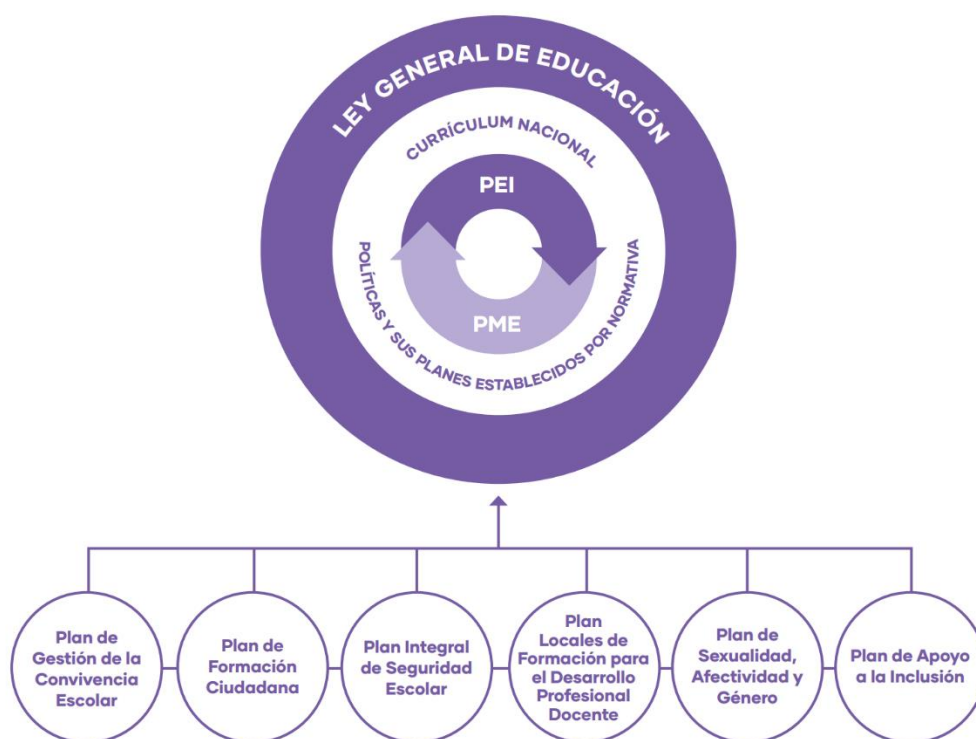 LEY GENERAL DE EDUCACIÓN
CURRÍCULUM NACIONAL
PEI
PME
POLÍTICAS Y SUS PLANES ESTABLECIDOS POR NORMATIVA
Plan de
Gestión de la
Convivencia
Escolar
Plan de
Formación
Ciudadana
Plan Integral
de Seguridad
Escolar
Plan
Locales de
Formación para
el Desarrollo
Profesional
Docente
Plan de
Sexualidad,
Afectividad y
Género
Plan de Apoyo
a la Inclusión